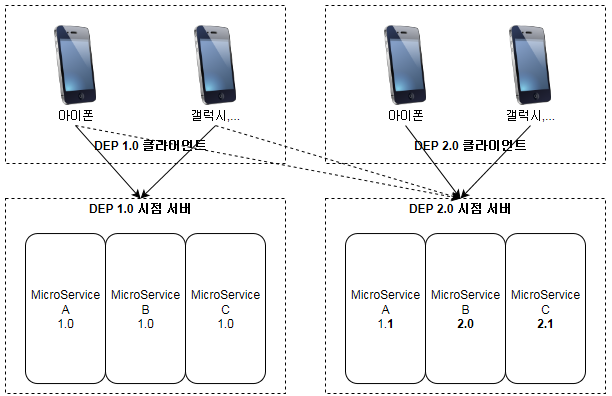 아이폰
갤럭시,...
아이폰
갤럭시,...
DEP 1.0 클라이언트
DEP 2.0 클라이언트
DEP 1.0 시점 서버
DEP 2.0 시점 서버
MicroService
A
1.0
MicroService
B
1.0
MicroService
C
1.0
MicroService
A
1.1
MicroService
B
2.0
MicroService
C
2.1